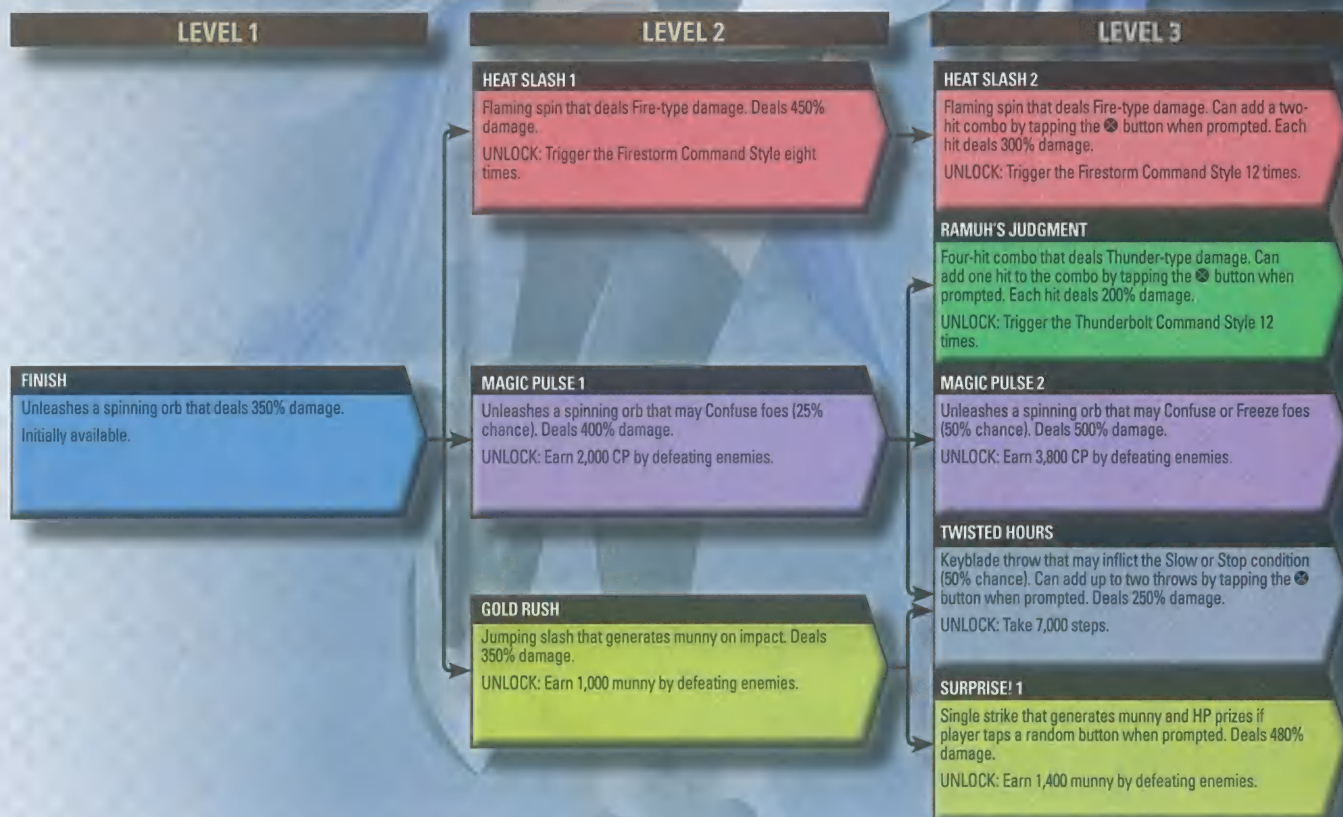 LEVEL 1
FINISH
Unleashes a spinning orb that deals 350% damage.
Initially available.
LEVEL 2
HEAT SLASH 1
Flaming spin that deals Fire-type damage. Deals 450%
damage.
UNLOCK: Trigger the Firestorm Command Style eight
times.
MAGIC PULSE 1
Unleashes a spinning orb that may Confuse foes (25%
chance). Deals 400% damage.
UNLOCK: Earn 2,000 CP by defeating enemies.
GOLD RUSH
Jumping slash that generates munny on impact. Deals
350% damage.
UNLOCK: Earn 1,000 munny by defeating enemies.
LEVEL 3
HEAT SLASH 2
Flaming spin that deals Fire-type damage. Can add a two-
hit combo by tapping the ⊗ button when prompted. Each
hit deals 300% damage.
UNLOCK: Trigger the Firestorm Command Style 12 times.
RAMUH'S JUDGMENT
Four-hit combo that deals Thunder-type damage. Can
add one hit to the combo by tapping the ⊗ button when
prompted. Each hit deals 200% damage.
UNLOCK: Trigger the Thunderbolt Command Style 12
times.
MAGIC PULSE 2
Unleashes a spinning orb that may Confuse or Freeze foes
(50% chance). Deals 500% damage.
UNLOCK: Earn 3,800 CP by defeating enemies.
TWISTED HOURS
Keyblade throw that may inflict the Slow or Stop condition
(50% chance). Can add up to two throws by tapping the ⊗
button when prompted. Deals 250% damage.
UNLOCK: Take 7,000 steps.
SURPRISE! 1
Single strike that generates munny and HP prizes if
player taps a random button when prompted. Deals 480%
damage.
UNLOCK: Earn 1,400 munny by defeating enemies.